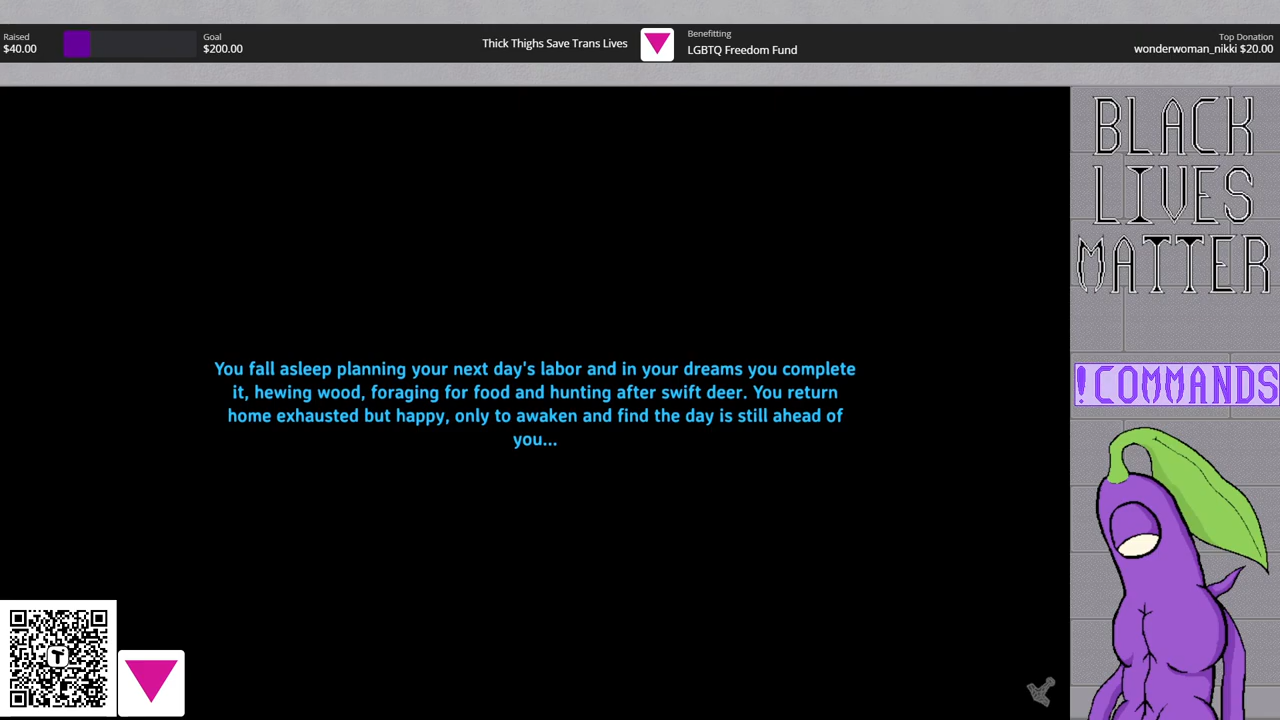 Raised
$40.00
Goal
$200.00
Thick Thighs Save Trans Lives
Benefitting
LGBTQ Freedom Fund
Top Donation
wonderwoman_nikki $20.00
BLACK
LIVES
MATTER
You fall asleep planning your next day's labor and in your dreams you complete
it, hewing wood, foraging for food and hunting after swift deer. You return
home exhausted but happy, only to awaken and find the day is still ahead of
you...
!COMMANDS
T